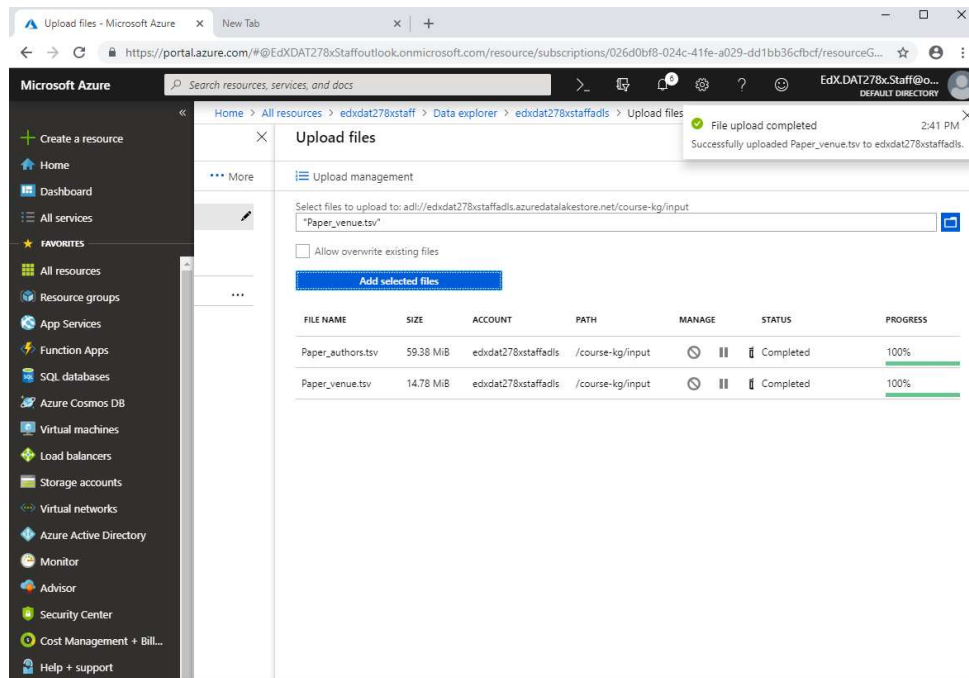 Upload files - Microsoft Azure
New Tab
https://portal.azure.com/#@EdXDAT278xStaffoutlook.onmicrosoft.com/resource/subscriptions/026d0bf8-024c-41fe-a029-dd1bb36cfbcf/resourceG...
Microsoft Azure
Search resources, services, and docs
6
EdX.DAT278x.Staff@o...
DEFAULT DIRECTORY
Home > All resources > edxdat278xstaff > Data explorer > edxdat278xstaffadls > Upload files
File upload completed 2:41 PM
Successfully uploaded Paper_venue.tsv to edxdat278xstaffadls.
Create a resource
Home
Dashboard
All services
FAVORITES
All resources
Resource groups
App Services
Function Apps
SQL databases
Azure Cosmos DB
Virtual machines
Load balancers
Storage accounts
Virtual networks
Azure Active Directory
Monitor
Advisor
Security Center
Cost Management + Bill...
Help + support
More
Upload files
Upload management
Select files to upload to: adl://edxdat278xstaffadls.azuredatalakestore.net/course-kg/input
"Paper_venue.tsv"
Allow overwrite existing files
Add selected files
FILE NAME SIZE ACCOUNT PATH MANAGE STATUS PROGRESS
Paper_authors.tsv 59.38 MiB edxdat278xstaffadls /course-kg/input Completed 100%
Paper_venue.tsv 14.78 MiB edxdat278xstaffadls /course-kg/input Completed 100%